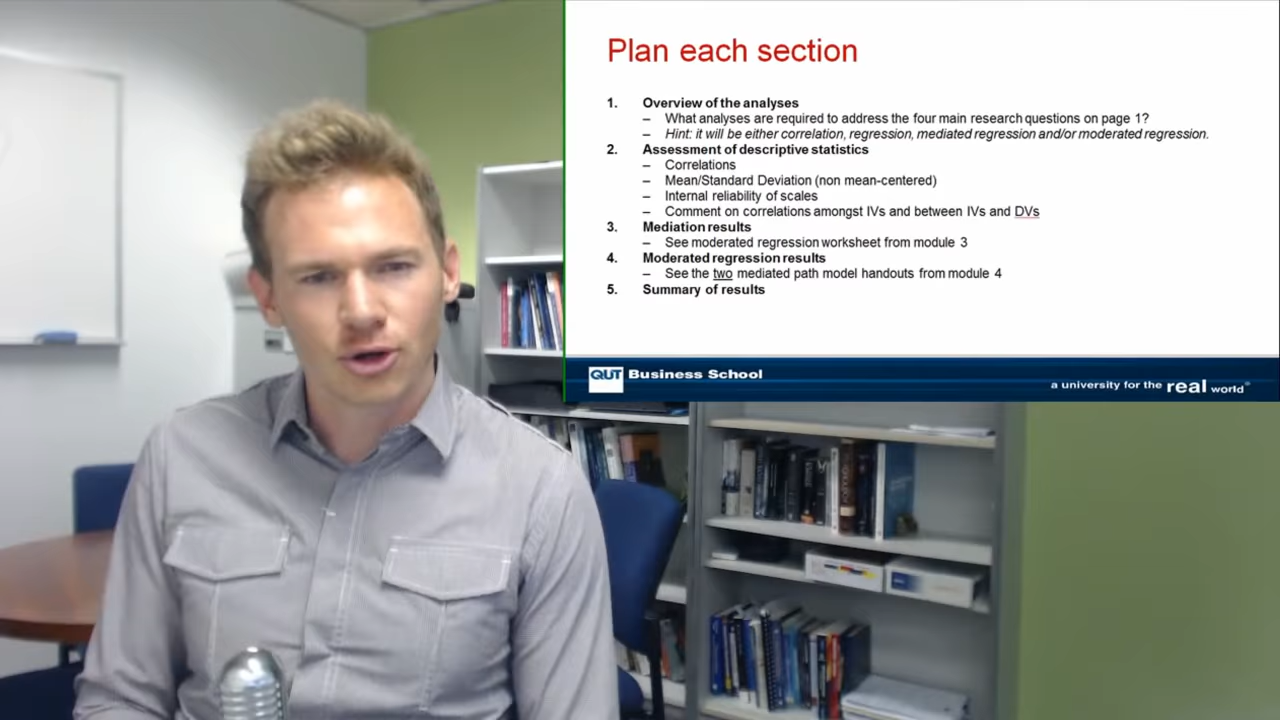 Plan each section
1. Overview of the analyses
– What analyses are required to address the four main research questions on page 1?
– Hint: it will be either correlation, regression, mediated regression and/or moderated regression.
2. Assessment of descriptive statistics
– Correlations
– Mean/Standard Deviation (non mean-centered)
– Internal reliability of scales
– Comment on correlations amongst IVs and between IVs and DVs
3. Mediation results
– See moderated regression worksheet from module 3
4. Moderated regression results
– See the two mediated path model handouts from module 4
5. Summary of results
QUT Business School
a university for the real world